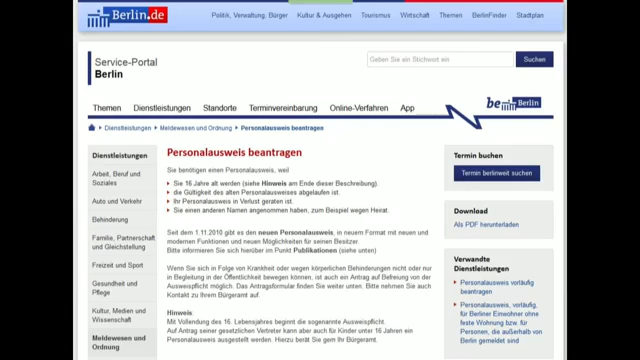 Berlin.de
Politik, Verwaltung, Bürger Kultur & Ausgehen Tourismus Wirtschaft Themen BerlinFinder Stadtplan
Service-Portal
Berlin
Geben Sie ein Stichwort ein
Suchen
Themen Dienstleistungen Standorte Terminvereinbarung Online-Verfahren App
be Berlin
Dienstleistungen Meldewesen und Ordnung Personalausweis beantragen
Dienstleistungen
Arbeit, Beruf und
Soziales
Auto und Verkehr
Behinderung
Familie, Partnerschaft
und Gleichstellung
Freizeit und Sport
Gesundheit und
Pflege
Kultur, Medien und
Wissenschaft
Meldewesen und
Ordnung
Personalausweis beantragen
Sie benötigen einen Personalausweis, weil
Sie 16 Jahre alt werden (siehe Hinweis am Ende dieser Beschreibung).
die Gültigkeit des alten Personalausweises abgelaufen ist.
Ihr Personalausweis in Verlust geraten ist.
Sie einen anderen Namen angenommen haben, zum Beispiel wegen Heirat.
Seit dem 1.11.2010 gibt es den neuen Personalausweis, in neuem Format mit neuen und
modernen Funktionen und neuen Möglichkeiten für seinen Besitzer.
Bitte informieren Sie sich hierüber im Punkt Publikationen (siehe unten)
Wenn Sie sich in Folge von Krankheit oder wegen körperlicher Behinderungen nicht oder nur
in Begleitung in der Öffentlichkeit bewegen können, ist auch ein Antrag auf Befreiung von der
Ausweispflicht möglich. Das Antragsformular finden Sie weiter unten. Bitte nehmen Sie auch
Kontakt zu Ihrem Bürgeramt auf.
Hinweis
Mit Vollendung des 16. Lebensjahres beginnt die sogenannte Ausweispflicht.
Auf Antrag seiner gesetzlichen Vertreter kann aber auch für Kinder unter 16 Jahren ein
Personalausweis ausgestellt werden. Hierzu berät Sie gern Ihr Bürgeramt.
Termin buchen
Termin berlinweit suchen
Download
Als PDF herunterladen
Verwandte
Dienstleistungen
Personalausweis vorläufig
beantragen
Personalausweis, vorläufig,
für Berliner Einwohner ohne
feste Wohnung bzw. für
Personen, die außerhalb von
Berlin gemeldet sind